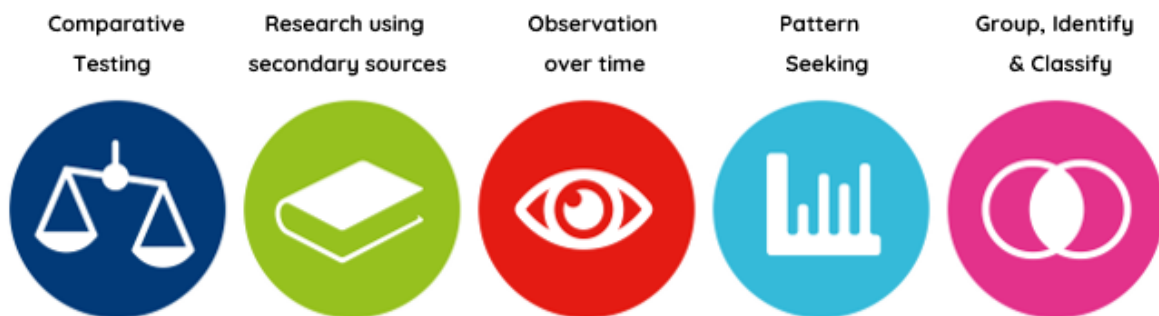 Comparative
Testing
Research using
secondary sources
Observation
over time
Pattern
Seeking
Group, Identify
& Classify